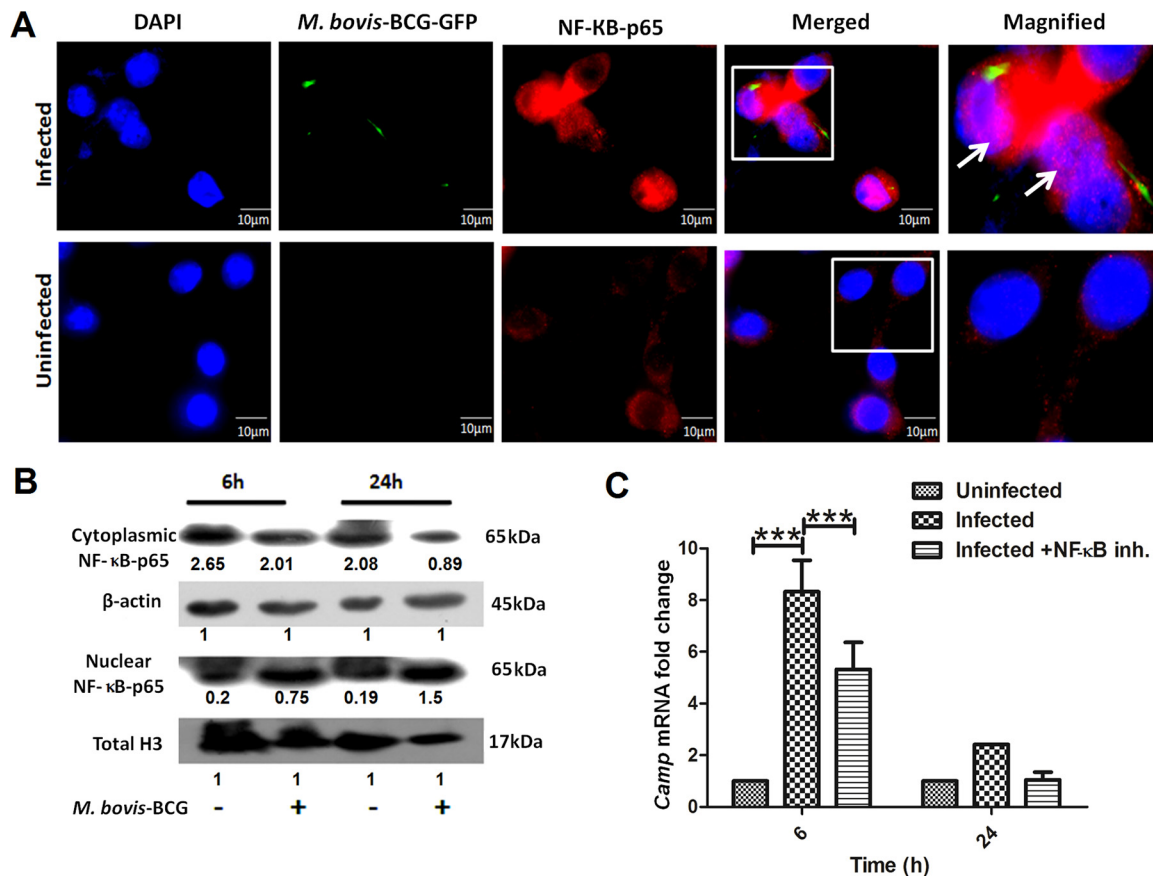 A
DAPI
M. bovis-BCG-GFP
NF-KB-p65
Merged
Magnified
Infected
10µm
10µm
10µm
10µm
Uninfected
10µm
10µm
10µm
10µm
B
6h
24h
Cytoplasmic
NF-κB-p65
65kDa
2.65 2.01 2.08 0.89
β-actin
45kDa
1 1 1 1
Nuclear
NF-κB-p65
65kDa
0.2 0.75 0.19 1.5
Total H3
17kDa
1 1 1 1
M. bovis-BCG - + - +
C
Uninfected
Infected
Infected +NF-κB inh.
***
***
Camp mRNA fold change
10
8
6
4
2
0
6
24
Time (h)